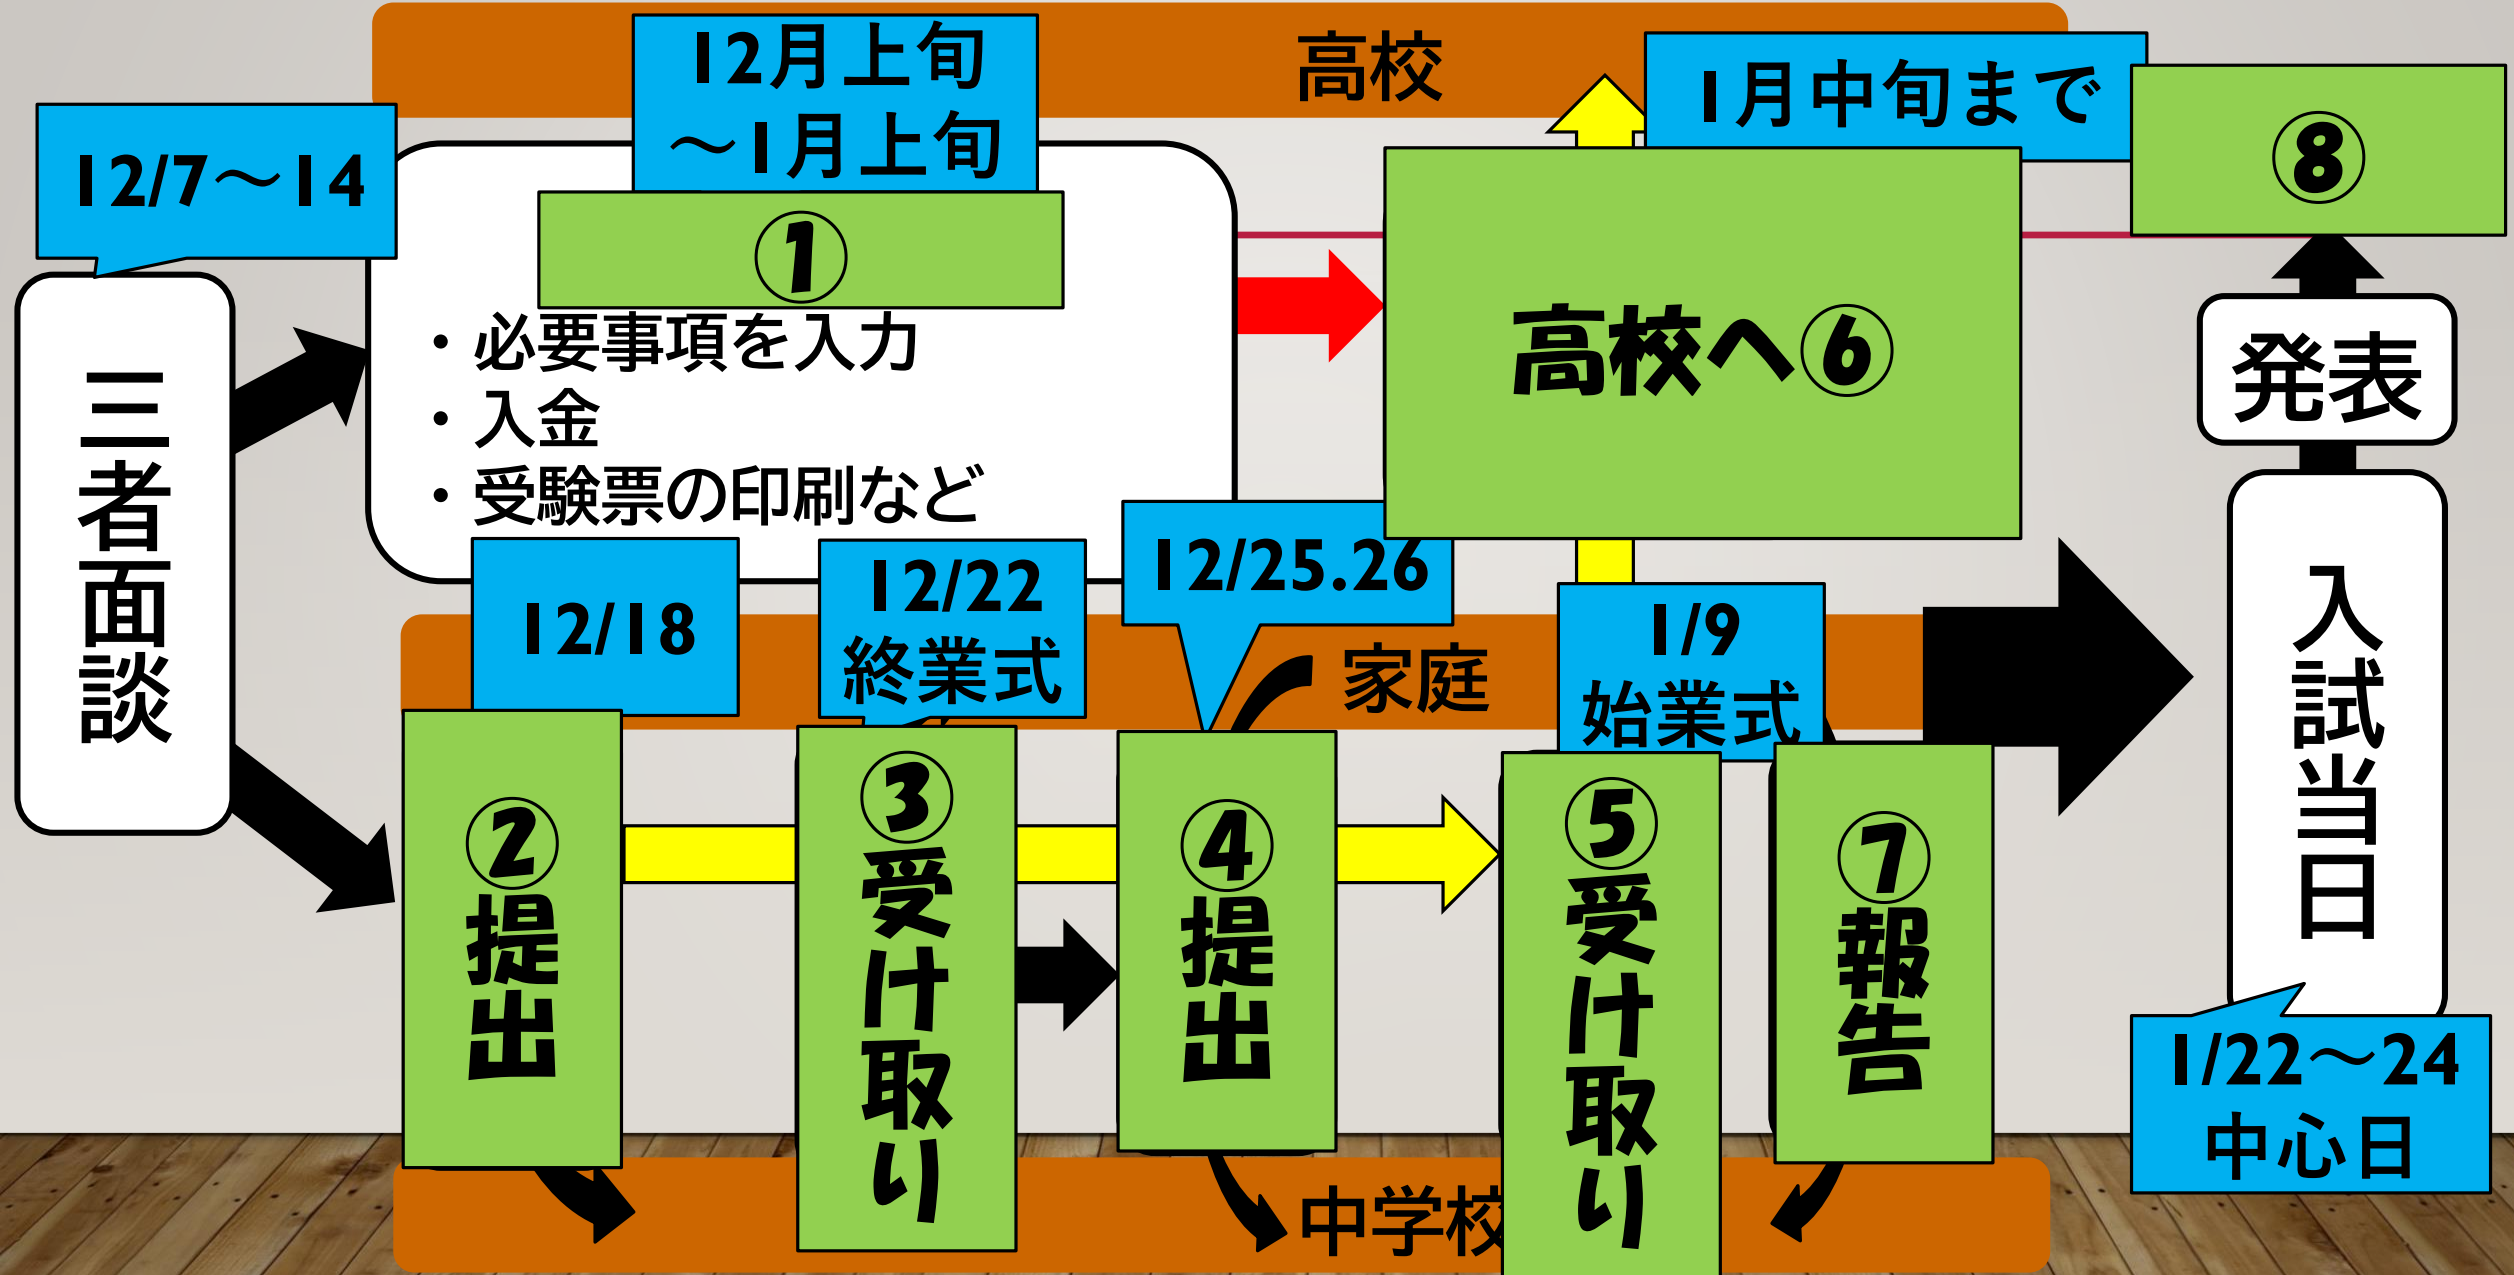 高校
12月上旬
～1月上旬
1月中旬まで
12/7～14
⑧
①
・必要事項を入力
・入金
・受験票の印刷など
高校へ⑥
発表
三者面談
12/18
12/22
終業式
12/25.26
家庭
1/9
始業式
入試当日
②提出
③受け取り
④提出
⑤受け取り
⑦報告
1/22～24
中心日
中学校